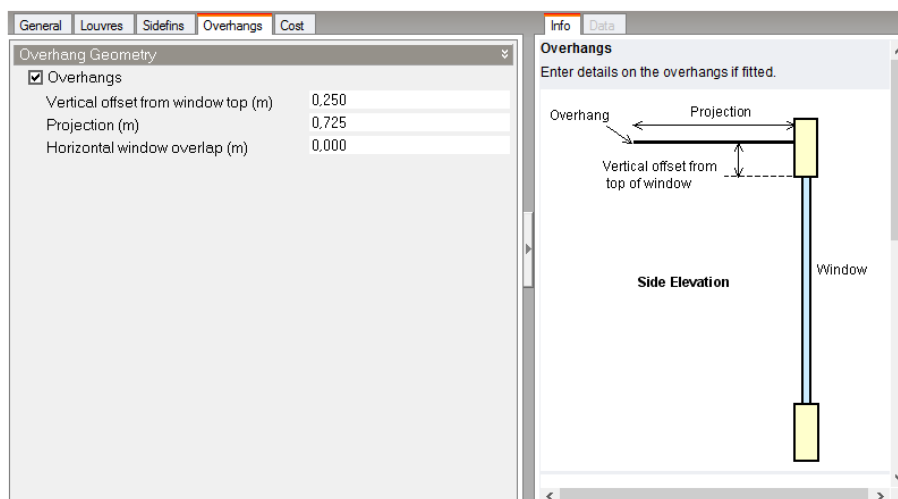 General Louvres Sidefins Overhangs Cost
Overhang Geometry
Overhangs
Vertical offset from window top (m) 0,250
Projection (m) 0,725
Horizontal window overlap (m) 0,000
Info Data
Overhangs
Enter details on the overhangs if fitted.
Overhang
Projection
Vertical offset from
top of window
Window
Side Elevation